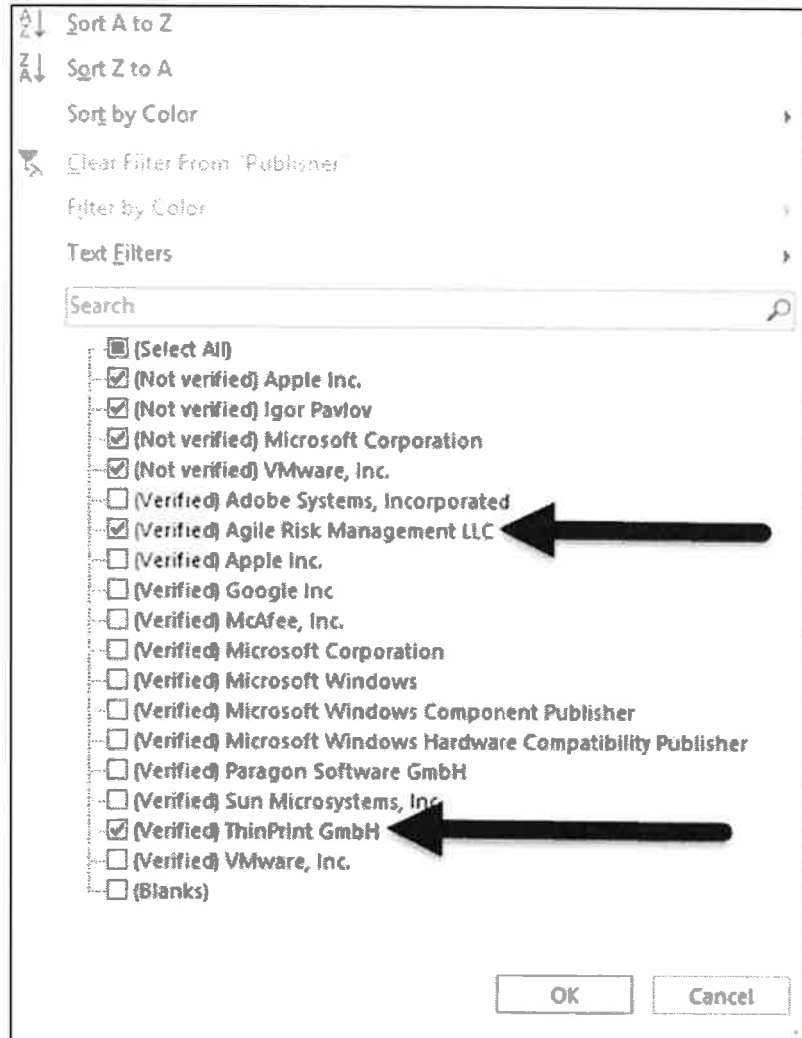 Sort A to Z
Sort Z to A
Sort by Color
Clear Filter From "Publisher"
Filter by Color
Text Filters
Search
(Select All)
(Not verified) Apple Inc.
(Not verified) Igor Pavlov
(Not verified) Microsoft Corporation
(Not verified) VMware, Inc.
(Verified) Adobe Systems, Incorporated
(Verified) Agile Risk Management LLC
(Verified) Apple Inc.
(Verified) Google Inc
(Verified) McAfee, Inc.
(Verified) Microsoft Corporation
(Verified) Microsoft Windows
(Verified) Microsoft Windows Component Publisher
(Verified) Microsoft Windows Hardware Compatibility Publisher
(Verified) Paragon Software GmbH
(Verified) Sun Microsystems, Inc.
(Verified) ThinPrint GmbH
(Verified) VMware, Inc.
(Blanks)
OK Cancel